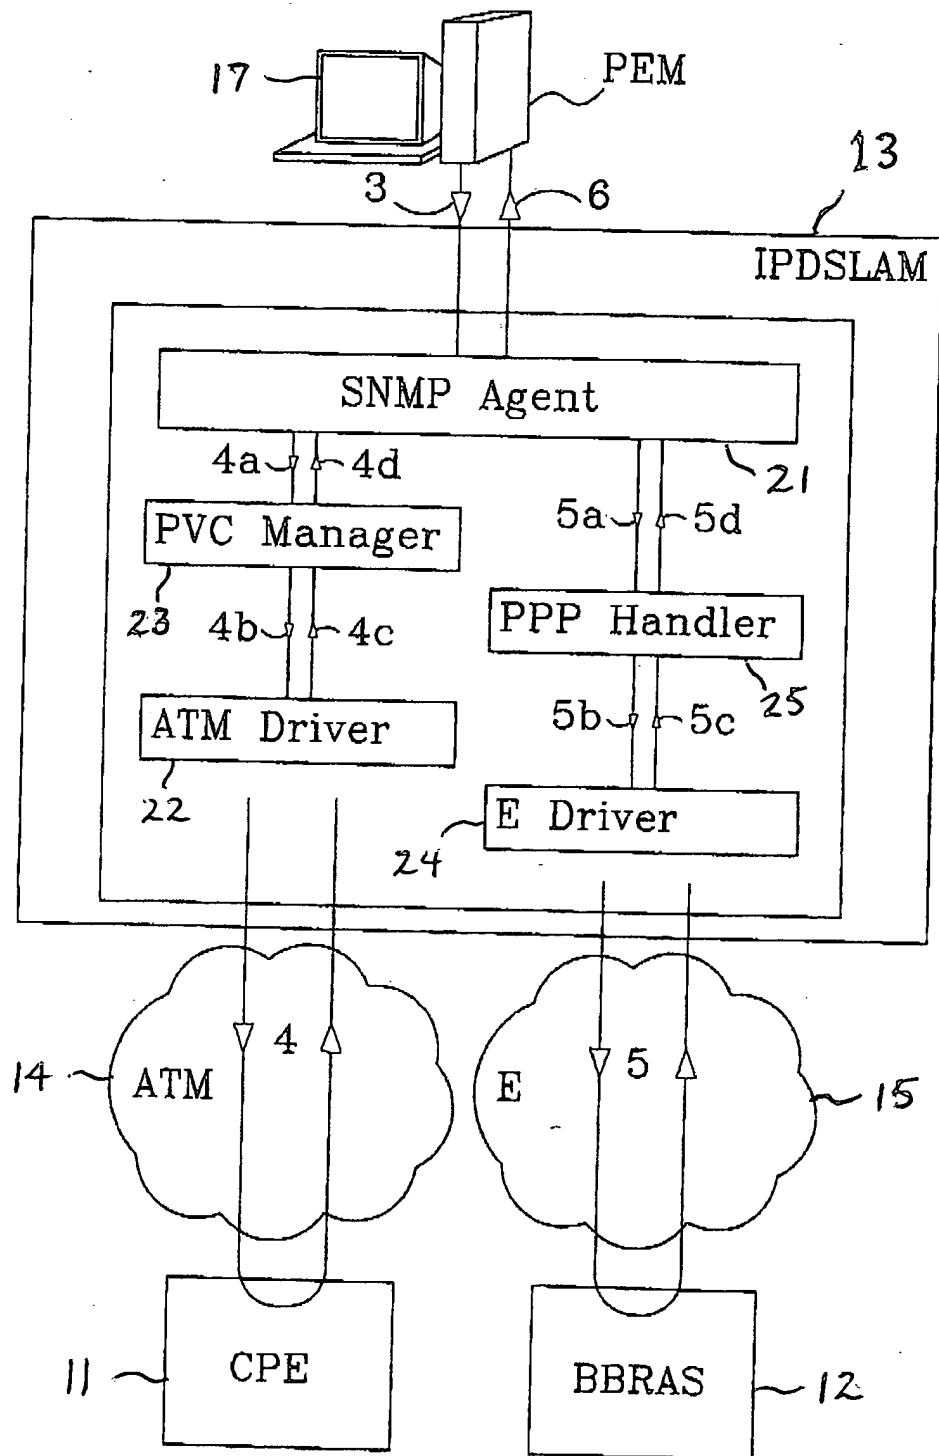 17
PEM
13
3
6
IPDSLAM
SNMP Agent
21
4a
4d
5a
5d
PVC Manager
23
4b
4c
PPP Handler
25
5b
5c
ATM Driver
22
E Driver
24
4
5
14
ATM
E
15
11
CPE
BBRAS
12